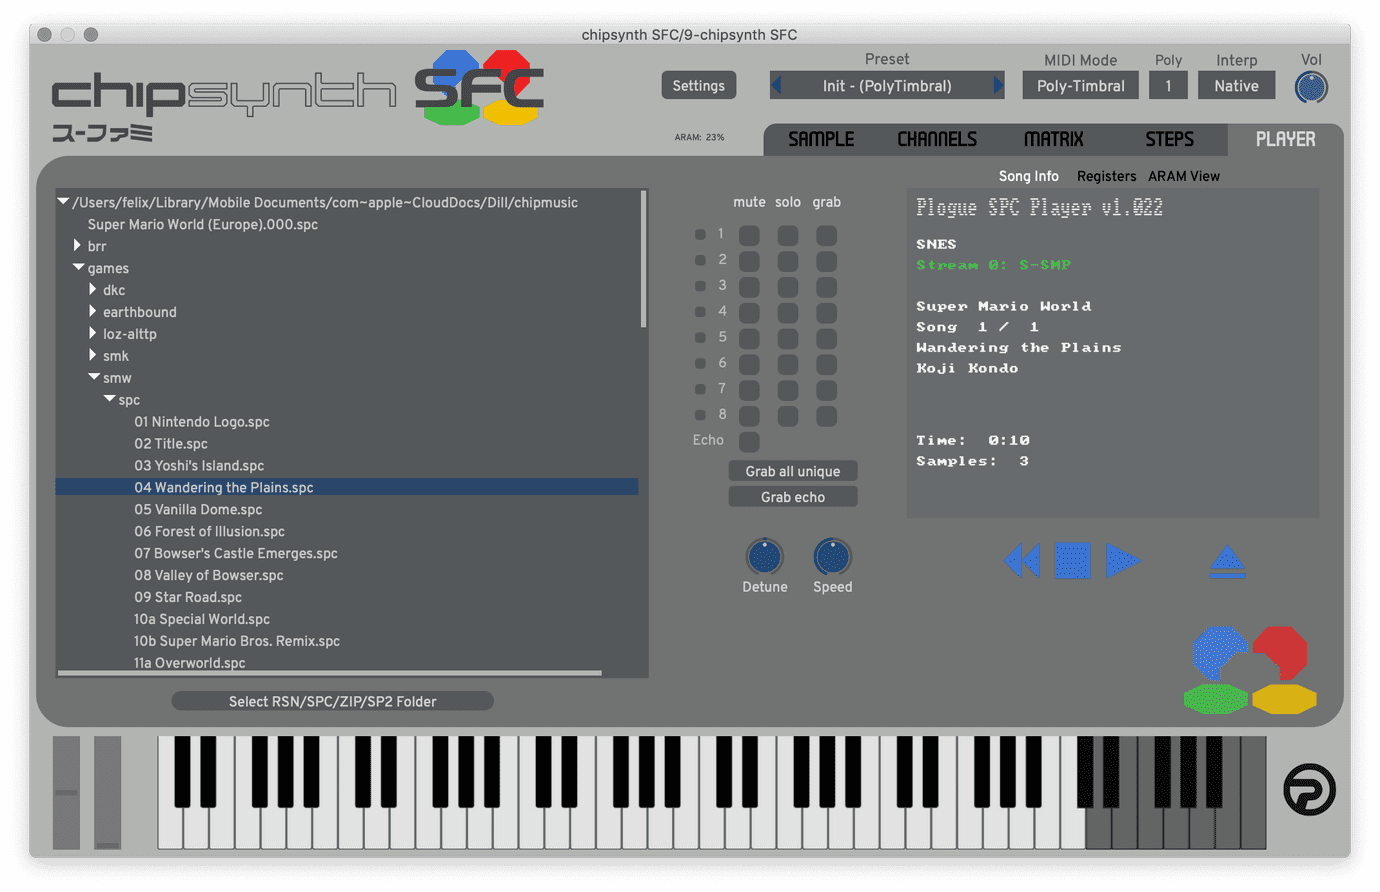 chipsynth SFC/9-chipsynth SFC
chipsynth SFC
スーファミ
Settings
Preset
Init - (PolyTimbral)
MIDI Mode
Poly-Timbral
Poly
1
Interp
Native
Vol
ARAM: 23%
SAMPLE
CHANNELS
MATRIX
STEPS
PLAYER
Song Info
Registers
ARAM View
/Users/felix/Library/Mobile Documents/com~apple~CloudDocs/Dill/chipmusic
Super Mario World (Europe).000.spc
brr
games
dkc
earthbound
loz-alttp
smk
smw
spc
01 Nintendo Logo.spc
02 Title.spc
03 Yoshi's Island.spc
04 Wandering the Plains.spc
05 Vanilla Dome.spc
06 Forest of Illusion.spc
07 Bowser's Castle Emerges.spc
08 Valley of Bowser.spc
09 Star Road.spc
10a Special World.spc
10b Super Mario Bros. Remix.spc
11a Overworld.spc
Select RSN/SPC/ZIP/SP2 Folder
mute solo grab
1
2
3
4
5
6
7
8
Echo
Grab all unique
Grab echo
Detune
Speed
Plogue SPC Player v1.022
SNES
Stream 0: S-SMP
Super Mario World
Song 1 / 1
Wandering the Plains
Koji Kondo
Time: 0:10
Samples: 3